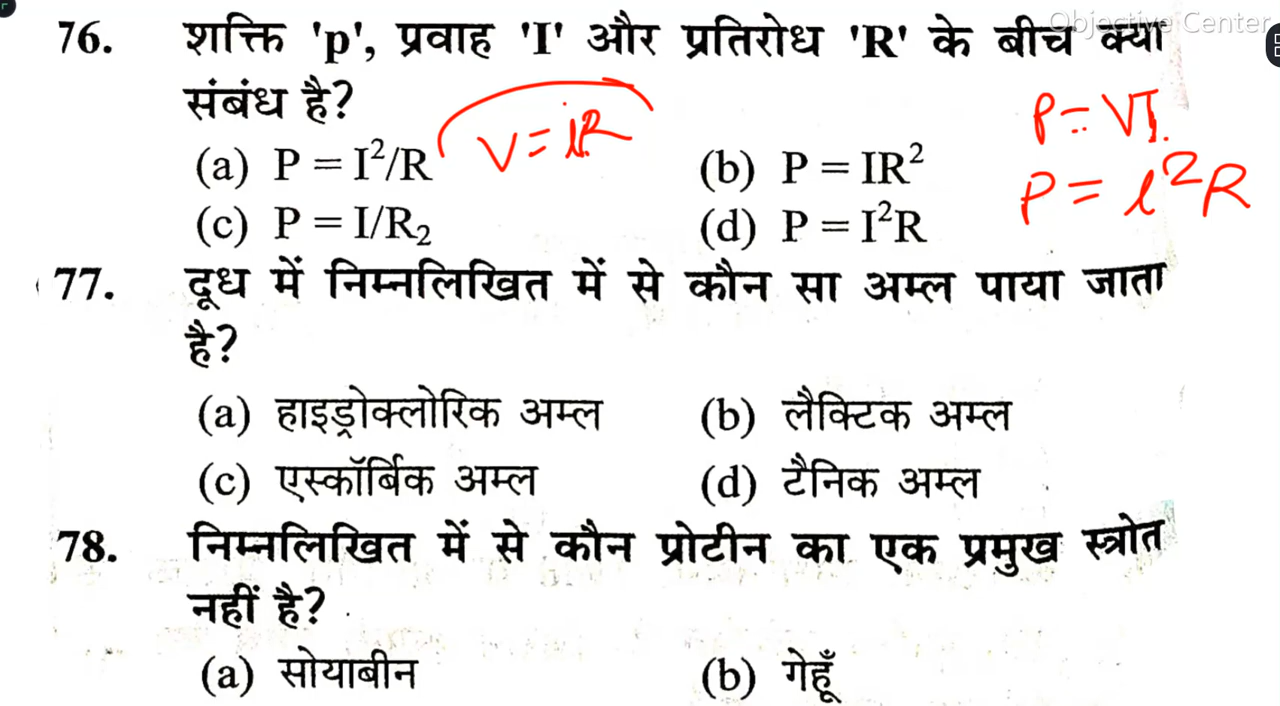 Objective Center
76. शक्ति 'p', प्रवाह 'I' और प्रतिरोध 'R' के बीच क्या
संबंध है?
P = VI.
V = iR
(a) P = I²/R (b) P = IR²
P = i²R
(c) P = I/R₂ (d) P = I²R
77. दूध में निम्नलिखित में से कौन सा अम्ल पाया जाता
है?
(a) हाइड्रोक्लोरिक अम्ल (b) लैक्टिक अम्ल
(c) एस्कॉर्बिक अम्ल (d) टैनिक अम्ल
78. निम्नलिखित में से कौन प्रोटीन का एक प्रमुख स्त्रोत
नहीं है?
(a) सोयाबीन (b) गेहूँ